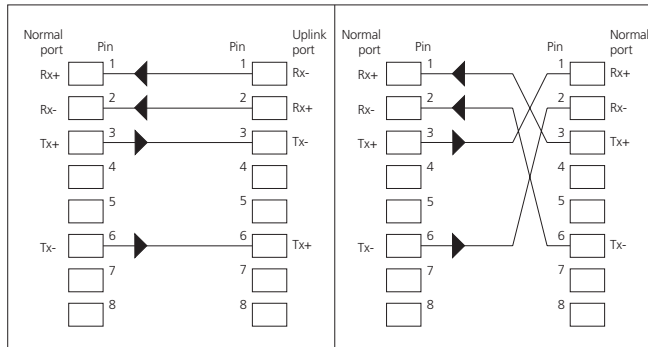 Normal port Pin Pin Uplink port
Rx+ 1 1 Rx-
Rx- 2 2 Rx+
Tx+ 3 3 Tx-
4 4
5 5
Tx- 6 6 Tx+
7 7
8 8
Normal port Pin Pin Normal port
Rx+ 1 1 Rx+
Rx- 2 2 Rx-
Tx+ 3 3 Tx+
4 4
5 5
Tx- 6 6 Tx-
7 7
8 8